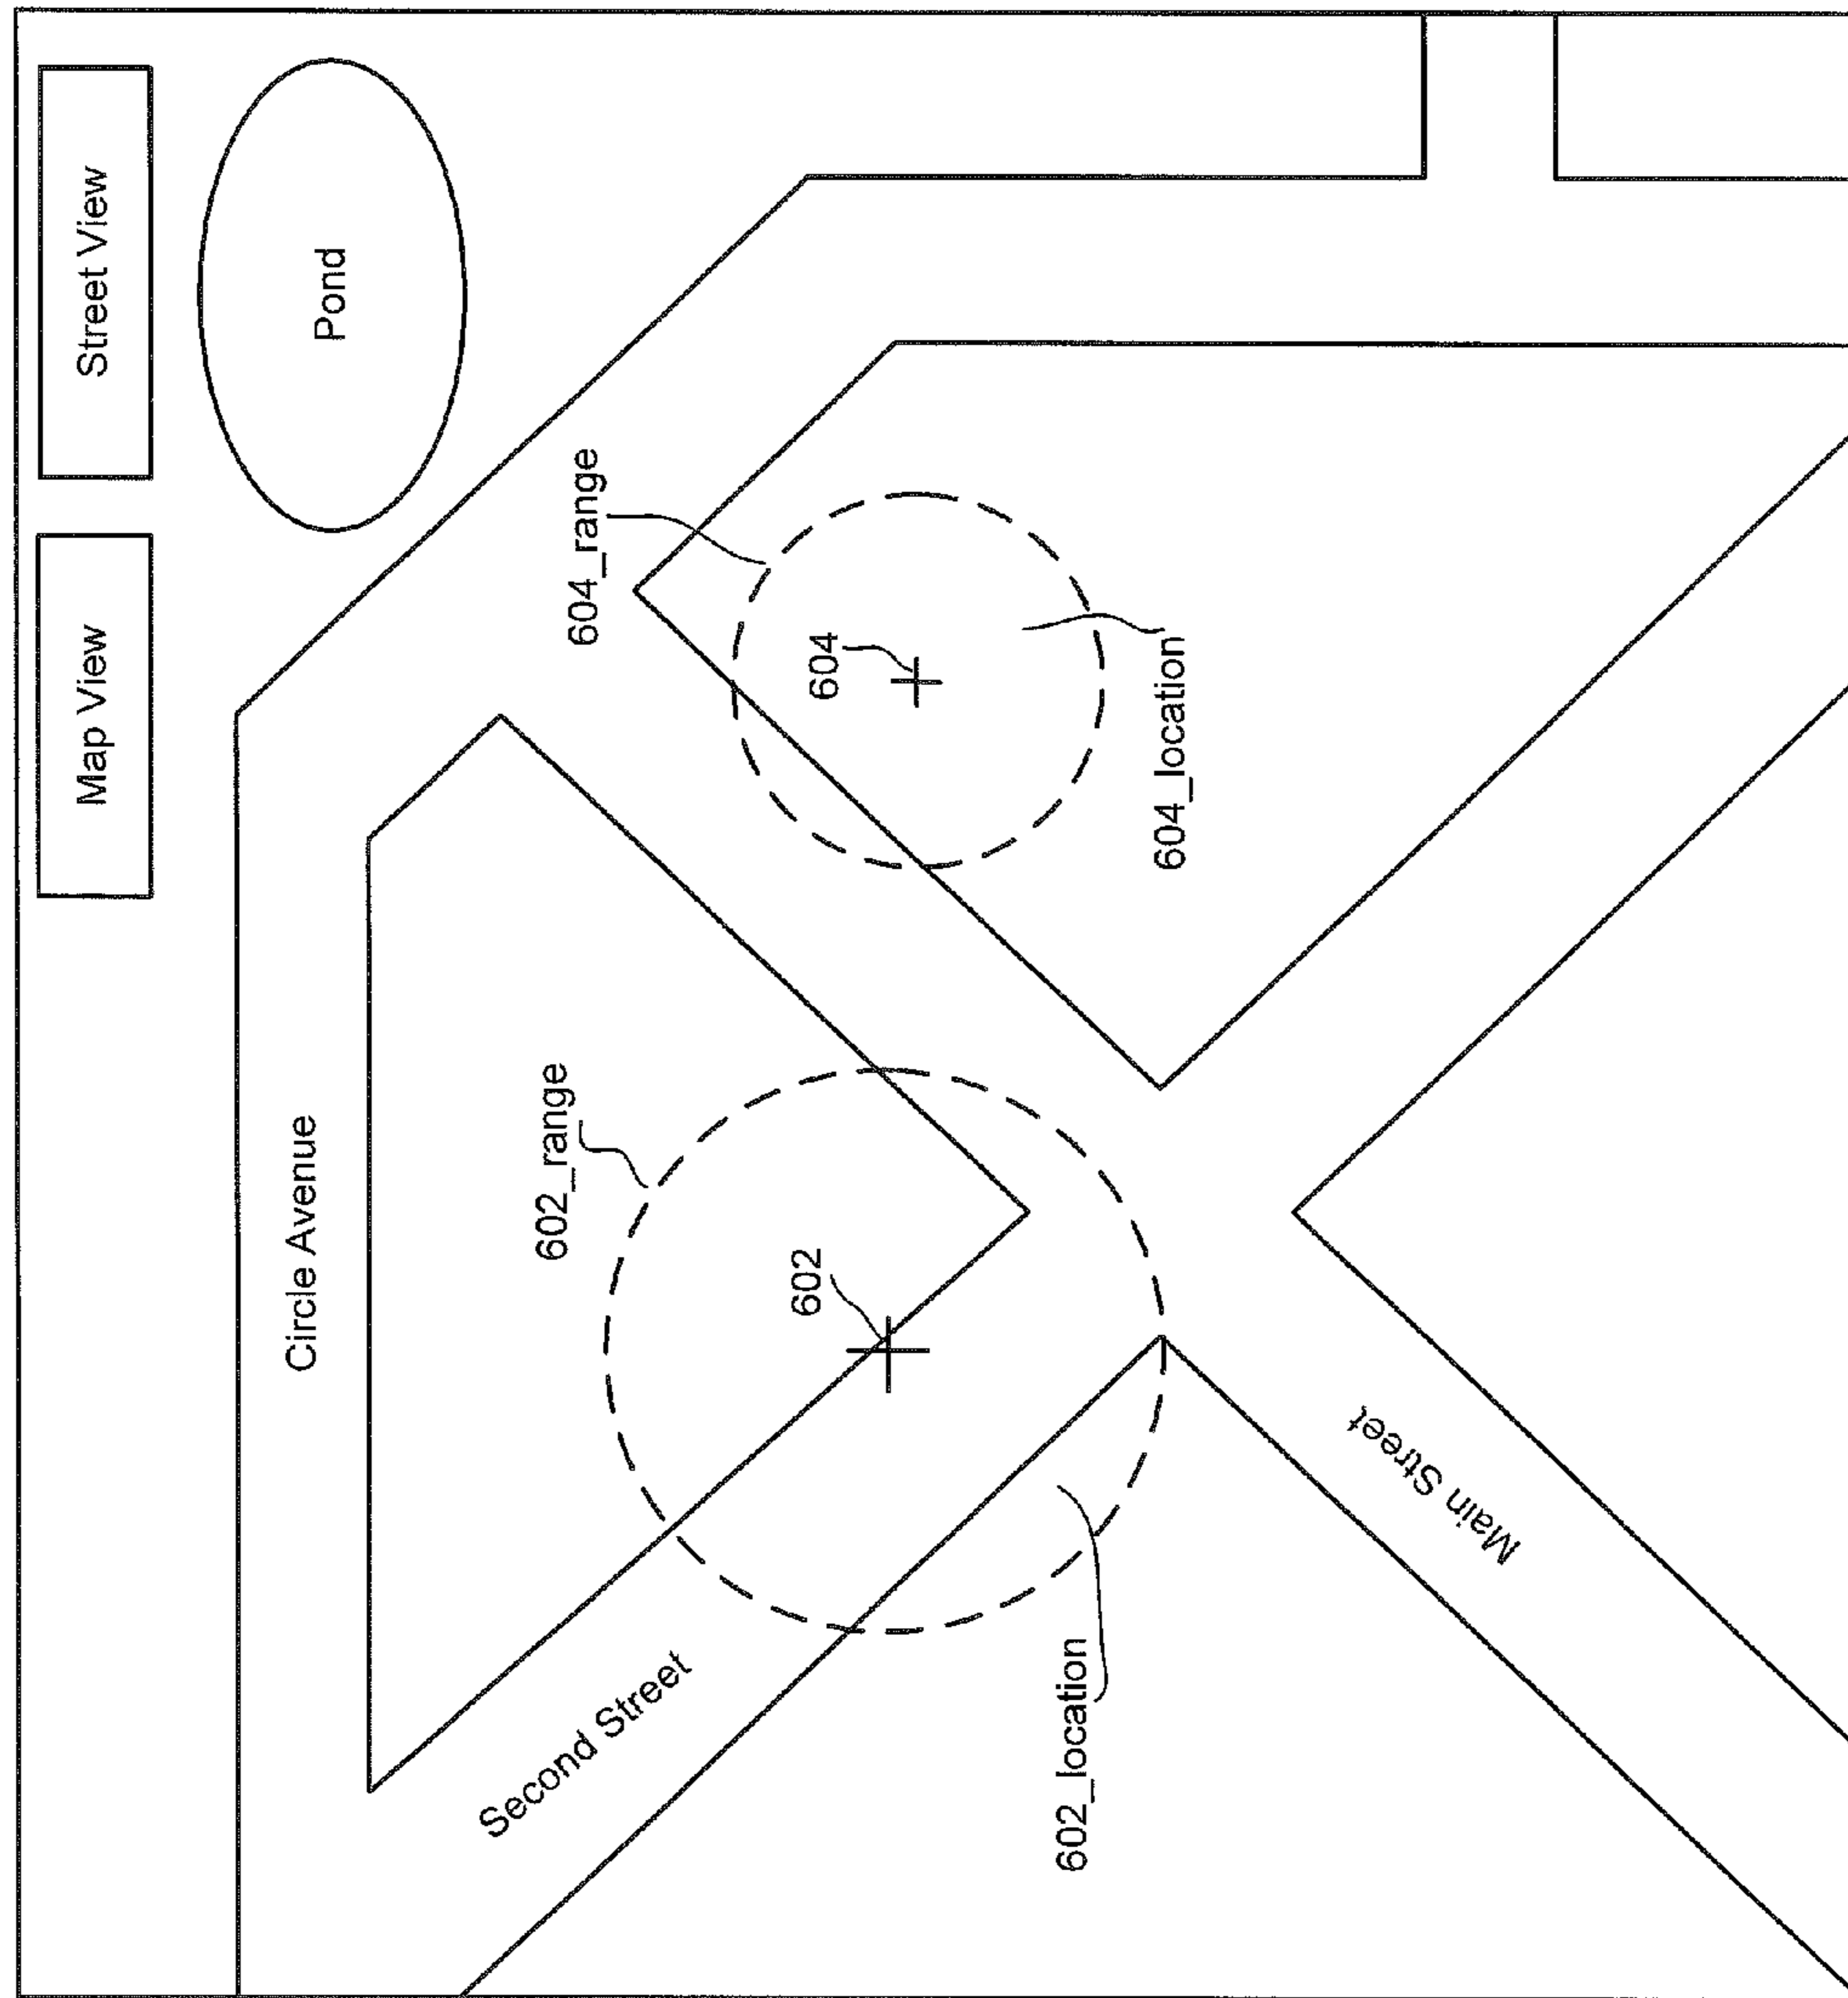 Map View
Street View
Pond
Circle Avenue
602_range
604_range
602
604
Second Street
602_location
604_location
Main Street